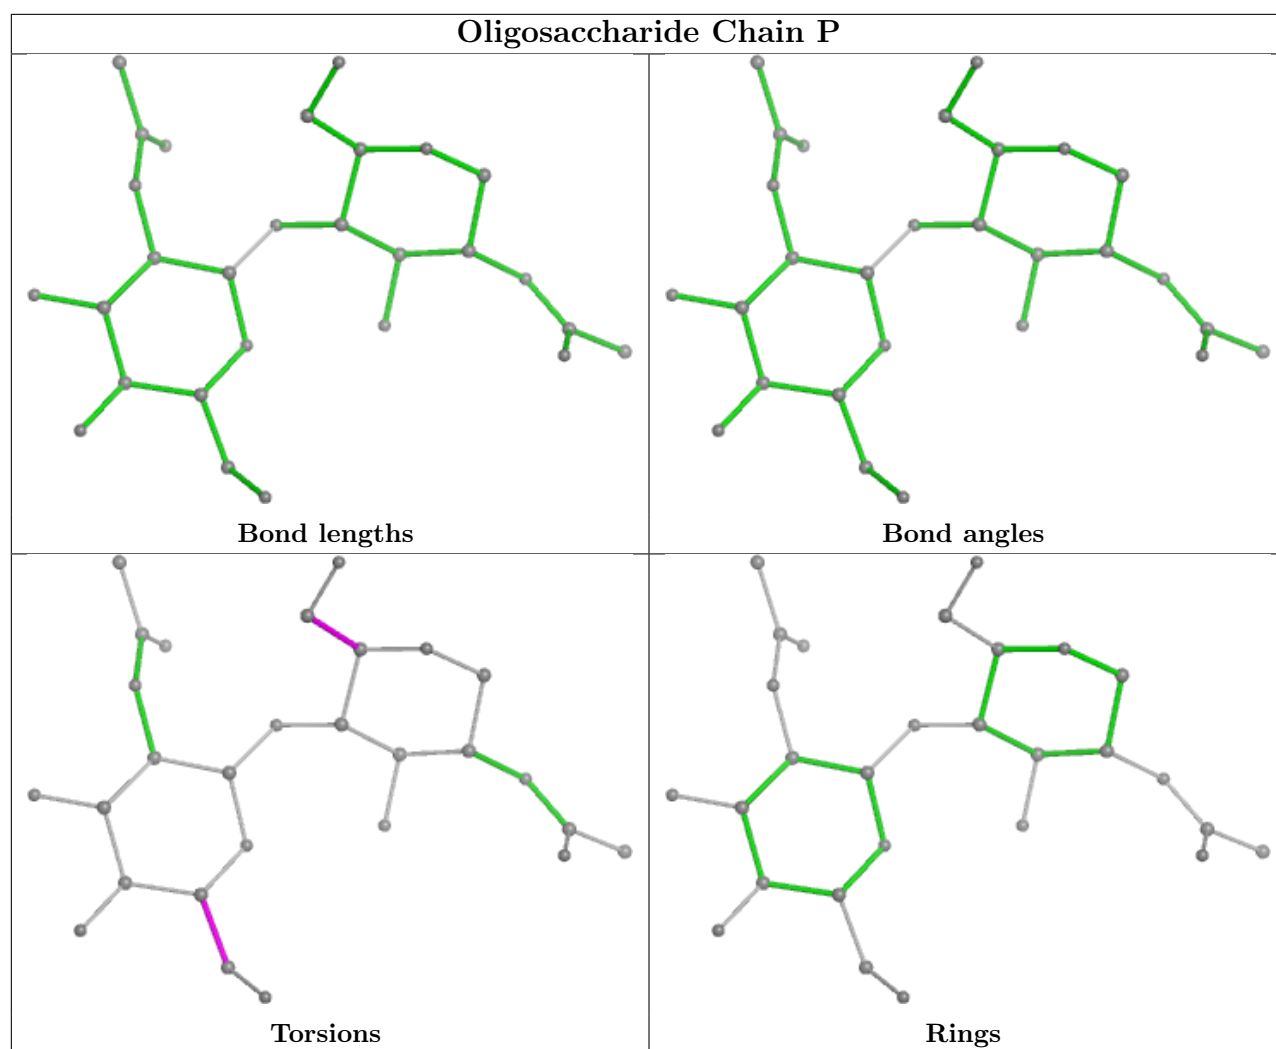 Oligosaccharide Chain P
Bond lengths
Bond angles
Torsions
Rings